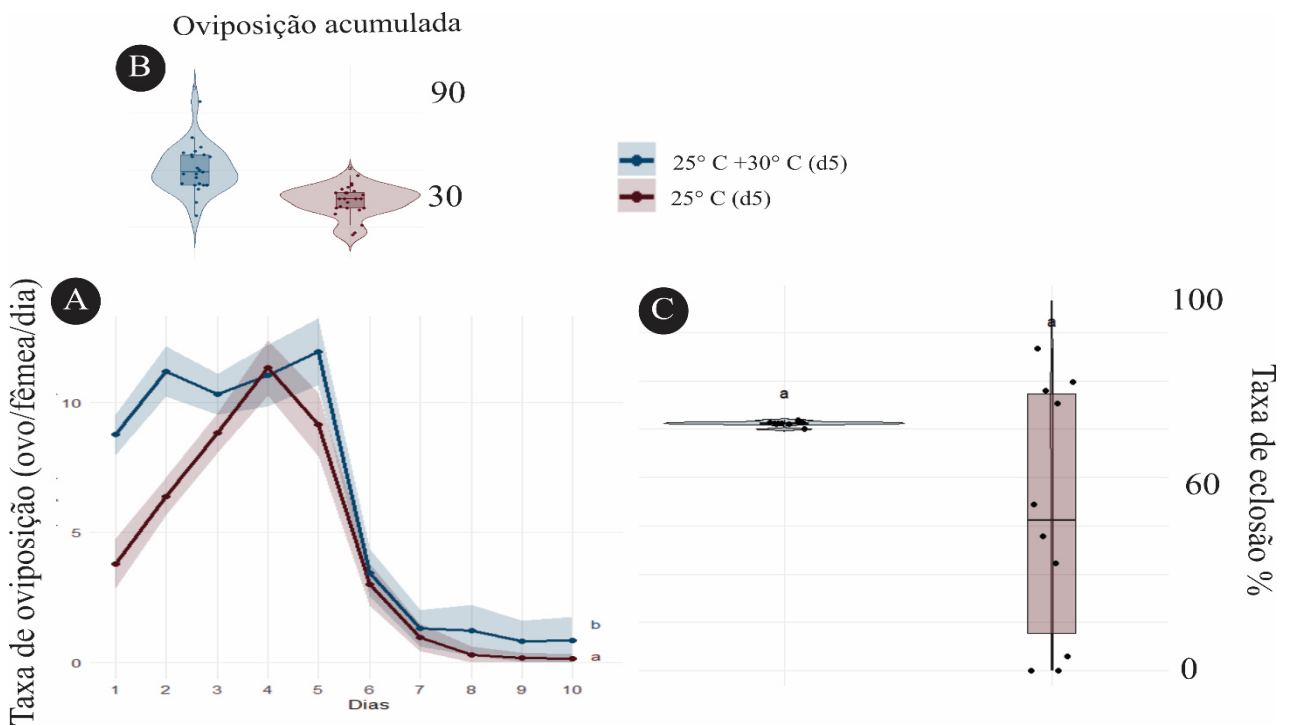 Oviposição acumulada
B
90
30
25° C +30° C (d5)
25° C (d5)
A
Taxa de oviposição (ovo/fêmea/dia)
10
5
0
1 2 3 4 5 6 7 8 9 10
Dias
b
a
C
a
a
100
60
0
Taxa de eclosão %